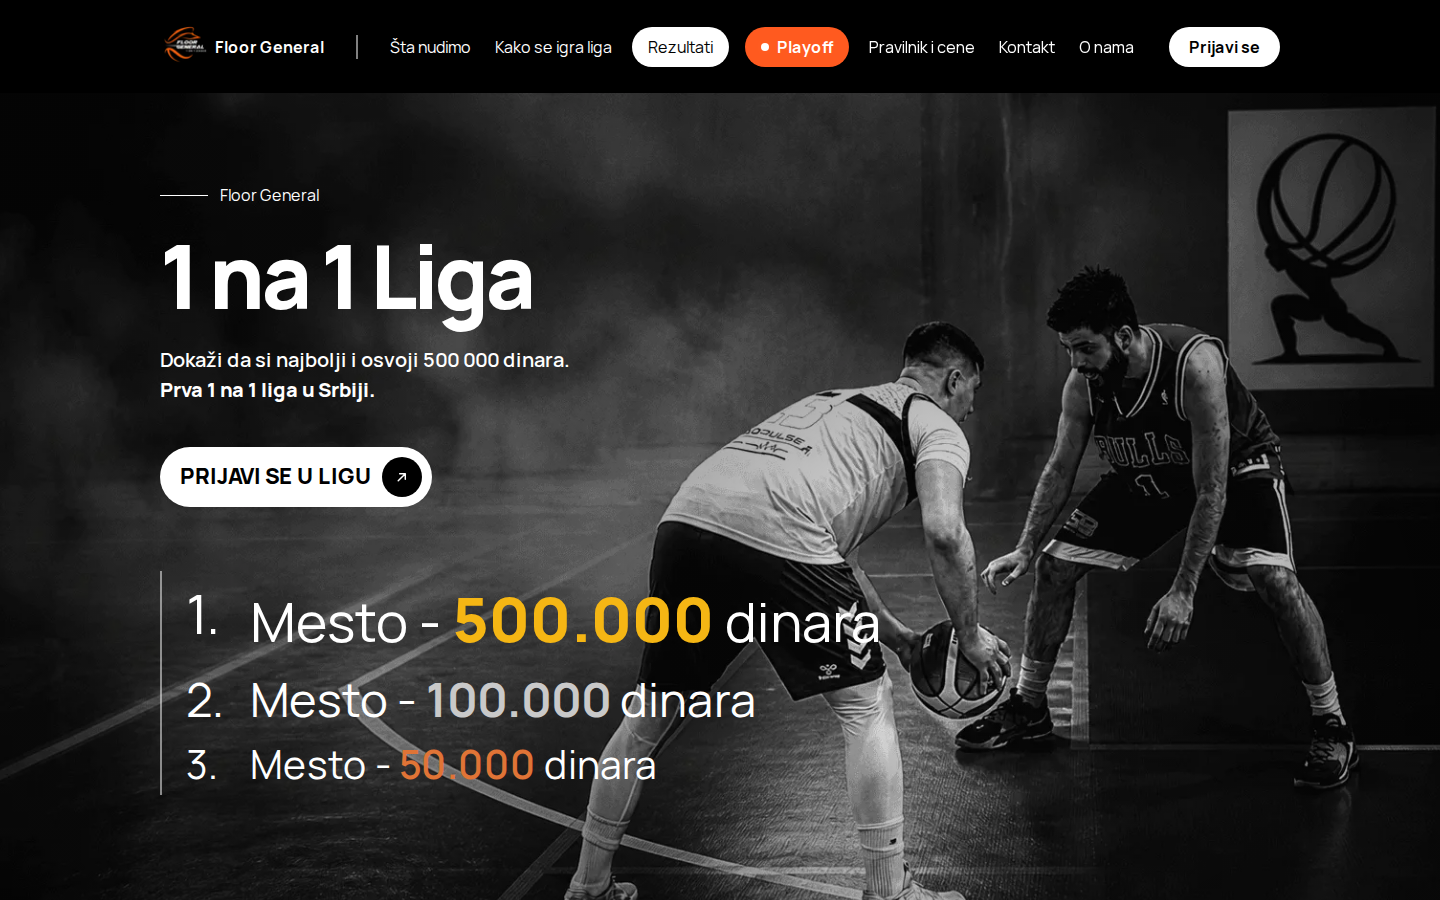 FLOOR GENERAL
Floor General
Šta nudimo
Kako se igra liga
Rezultati
Playoff
Pravilnik i cene
Kontakt
O nama
Prijavi se
Floor General
1 na 1 Liga
Dokaži da si najbolji i osvoji 500 000 dinara.
Prva 1 na 1 liga u Srbiji.
PRIJAVI SE U LIGU
BULLS
1. Mesto - 500.000 dinara
2. Mesto - 100.000 dinara
3. Mesto - 50.000 dinara